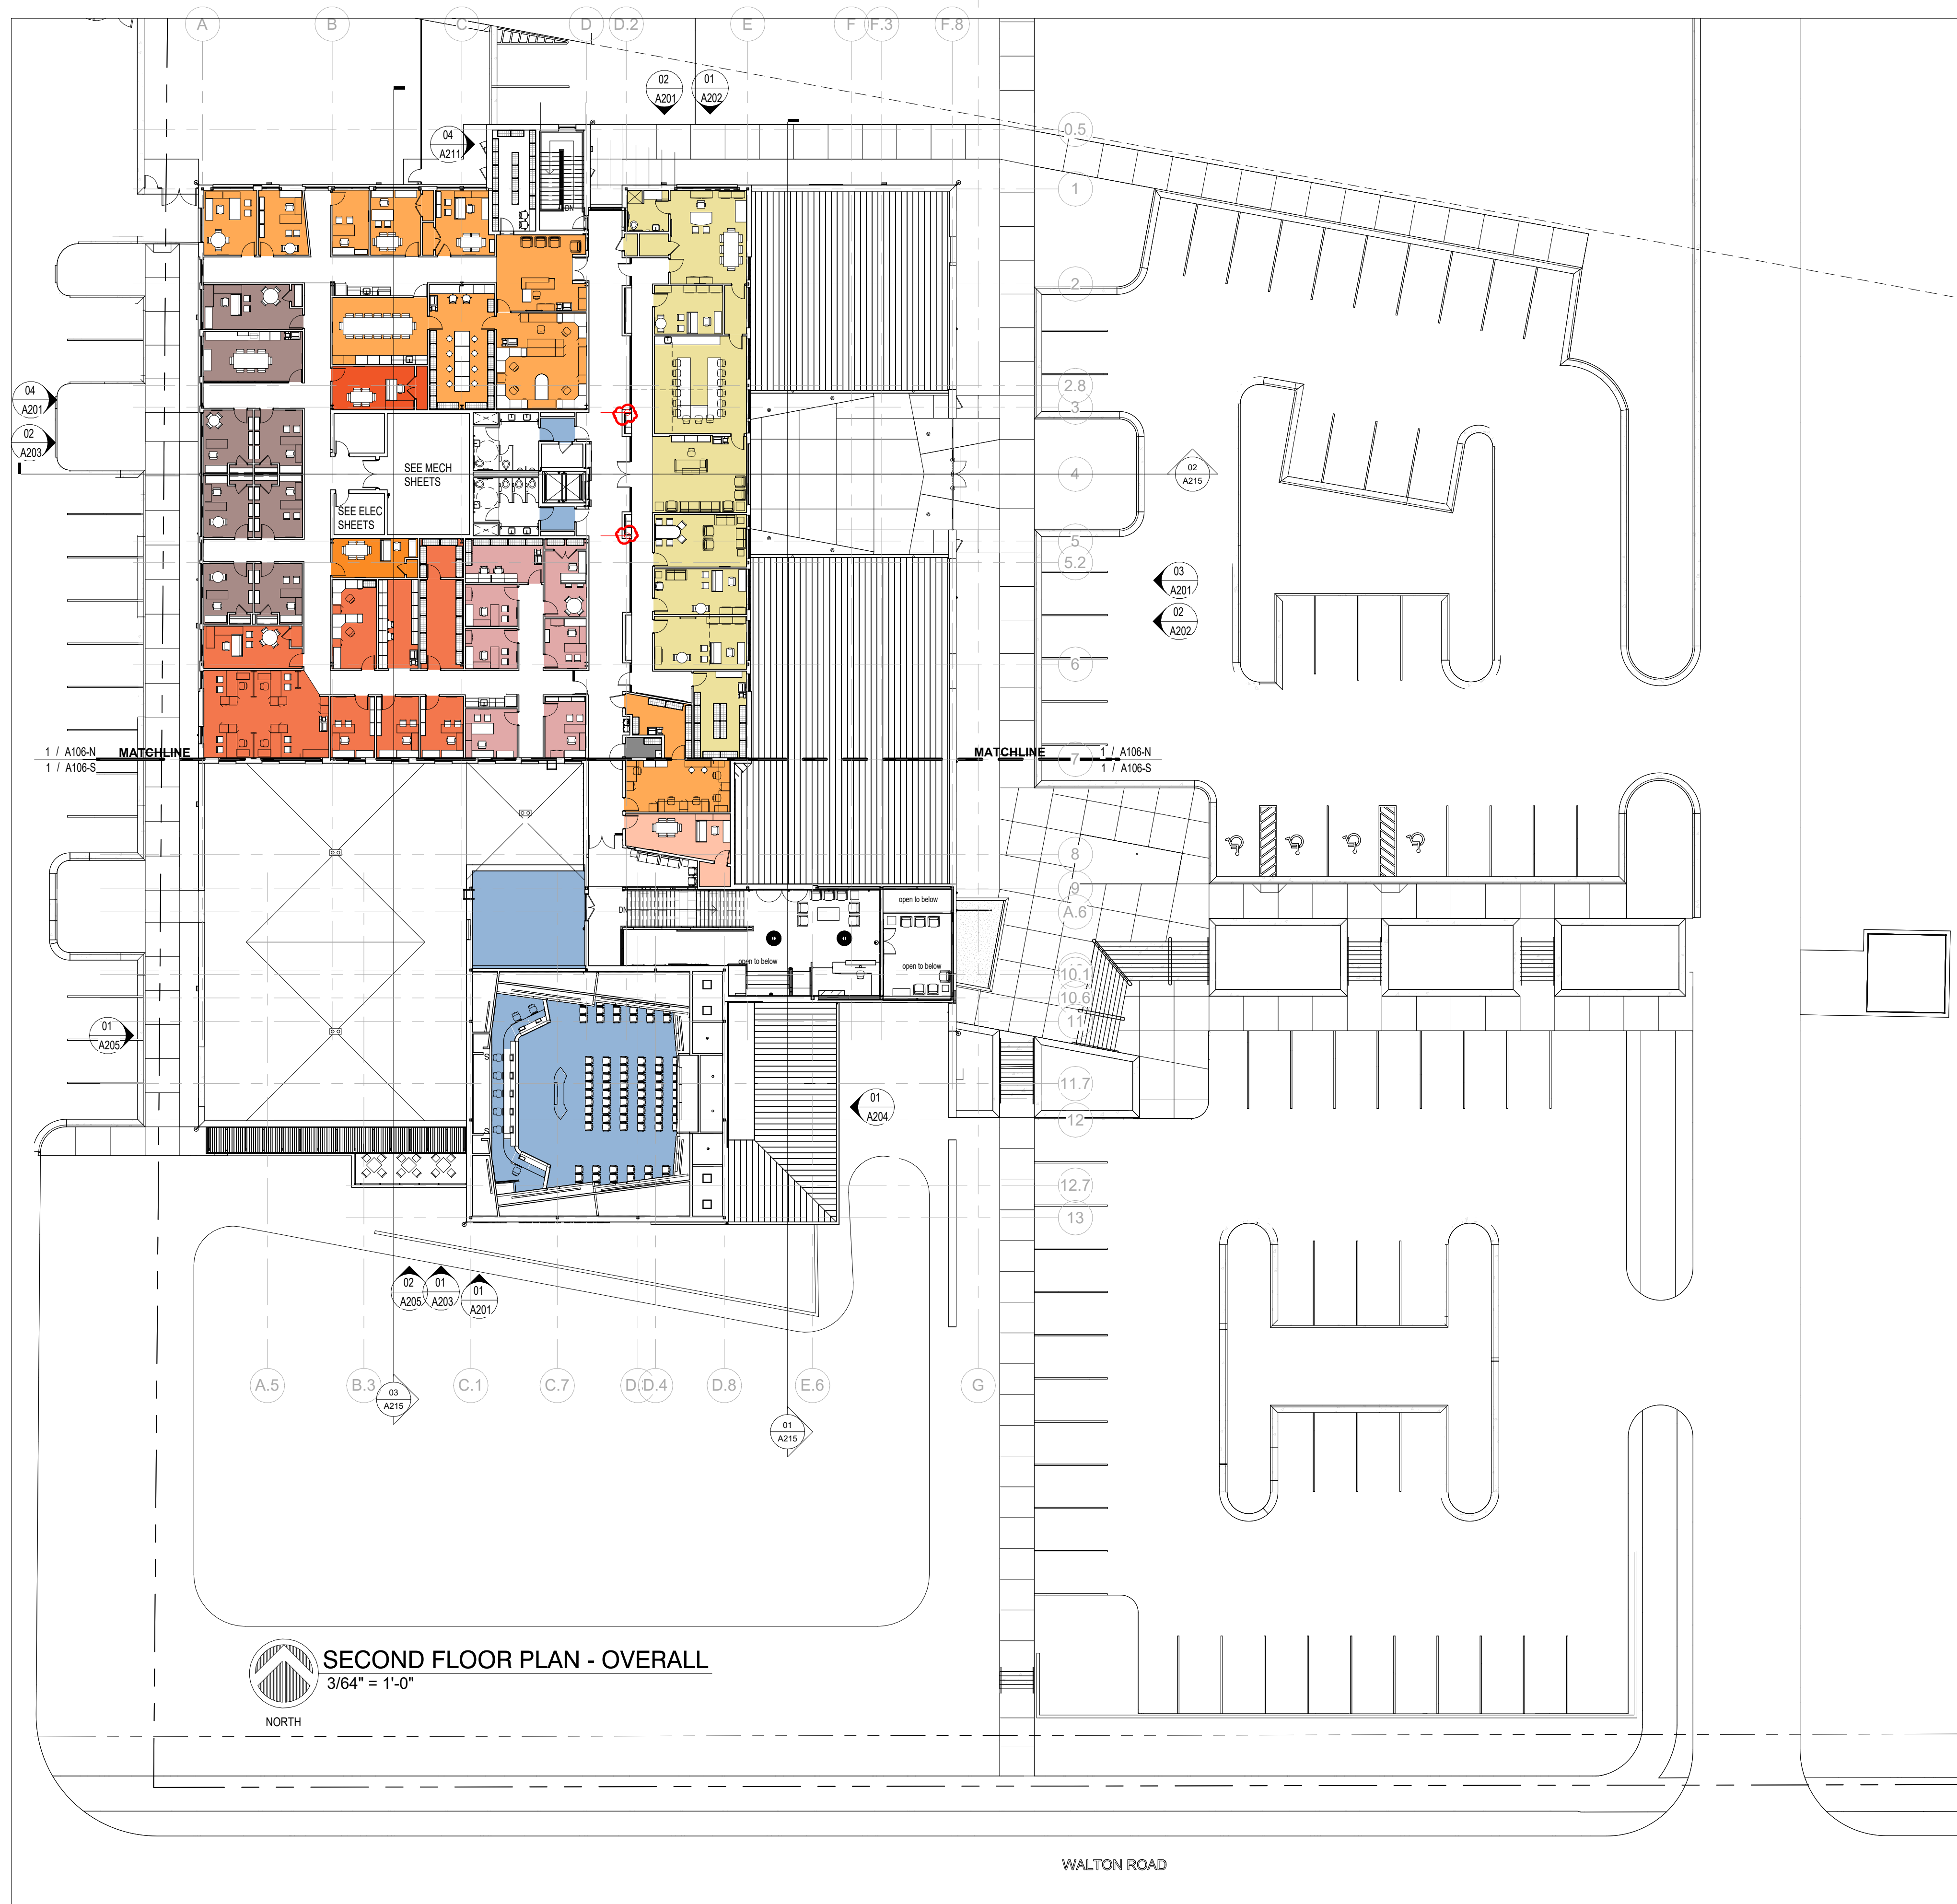 A B C D D.2 E F F.3 F.8
02
A201
01
A202
0.5
04
A211
DN
1
2
2.8
3
04
A201
02
A203
SEE MECH
SHEETS
4
02
A215
SEE ELEC
SHEETS
5
5.2
03
A201
02
A202
6
1 / A106-N
MATCHLINE
1 / A106-S
MATCHLINE
7
1 / A106-N
1 / A106-S
8
9
open to below
DN
A.6
open to below
open to below
10.1
10.6
11
01
A205
S
11.7
01
A204
12
S
12.7
13
02
A205
01
A203
01
A201
A.5 B.3 C.1 C.7 D.4 D.8 E.6 G
03
A215
01
A215
SECOND FLOOR PLAN - OVERALL
3/64" = 1'-0"
NORTH
WALTON ROAD